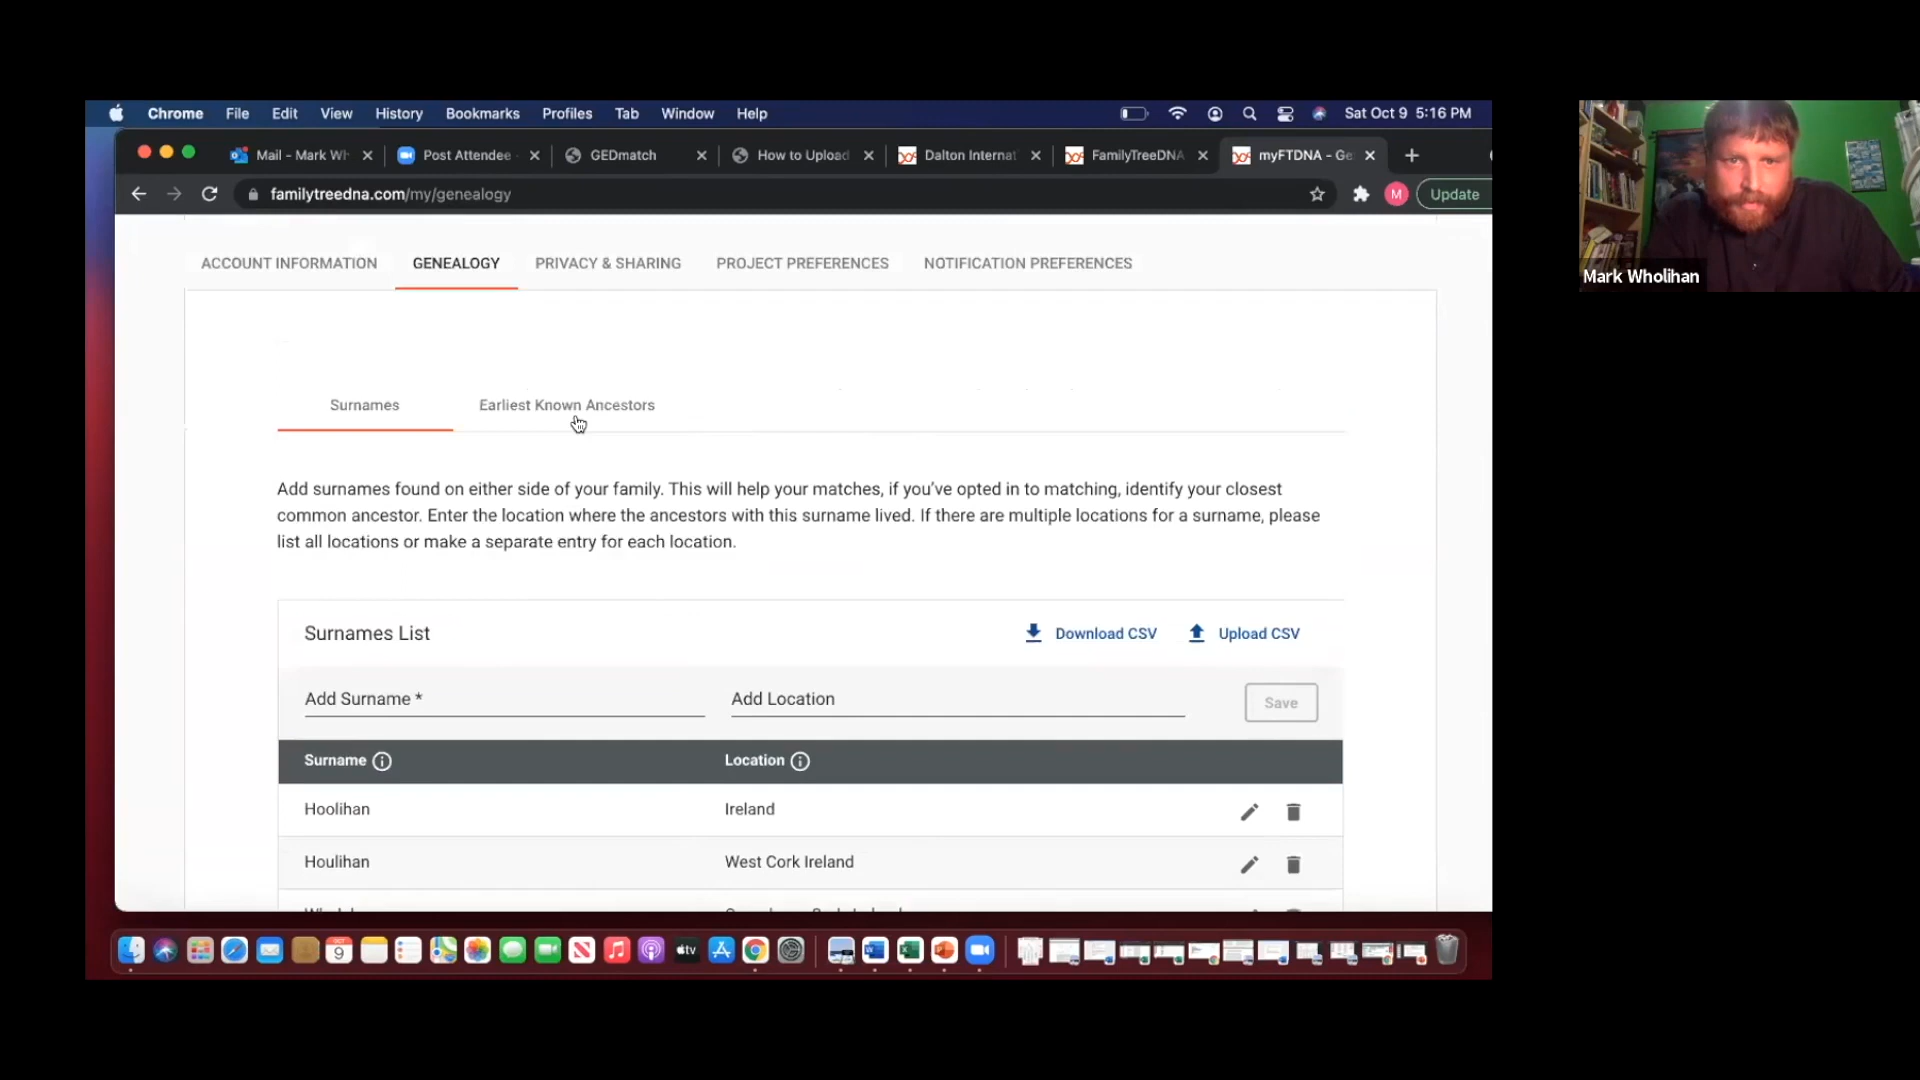 Chrome File Edit View History Bookmarks Profiles Tab Window Help Sat Oct 9 5:16 PM
Mail - Mark Wh Post Attendee - GEDmatch How to Upload Dalton Internat FamilyTreeDNA myFTDNA - Ge
familytreedna.com/my/genealogy M Update
ACCOUNT INFORMATION GENEALOGY PRIVACY & SHARING PROJECT PREFERENCES NOTIFICATION PREFERENCES
Surnames Earliest Known Ancestors
Add surnames found on either side of your family. This will help your matches, if you've opted in to matching, identify your closest
common ancestor. Enter the location where the ancestors with this surname lived. If there are multiple locations for a surname, please
list all locations or make a separate entry for each location.
Surnames List Download CSV Upload CSV
Add Surname * Add Location Save
Surname Location
Hoolihan Ireland
Houlihan West Cork Ireland
OCT
9
tv
Mark Wholihan